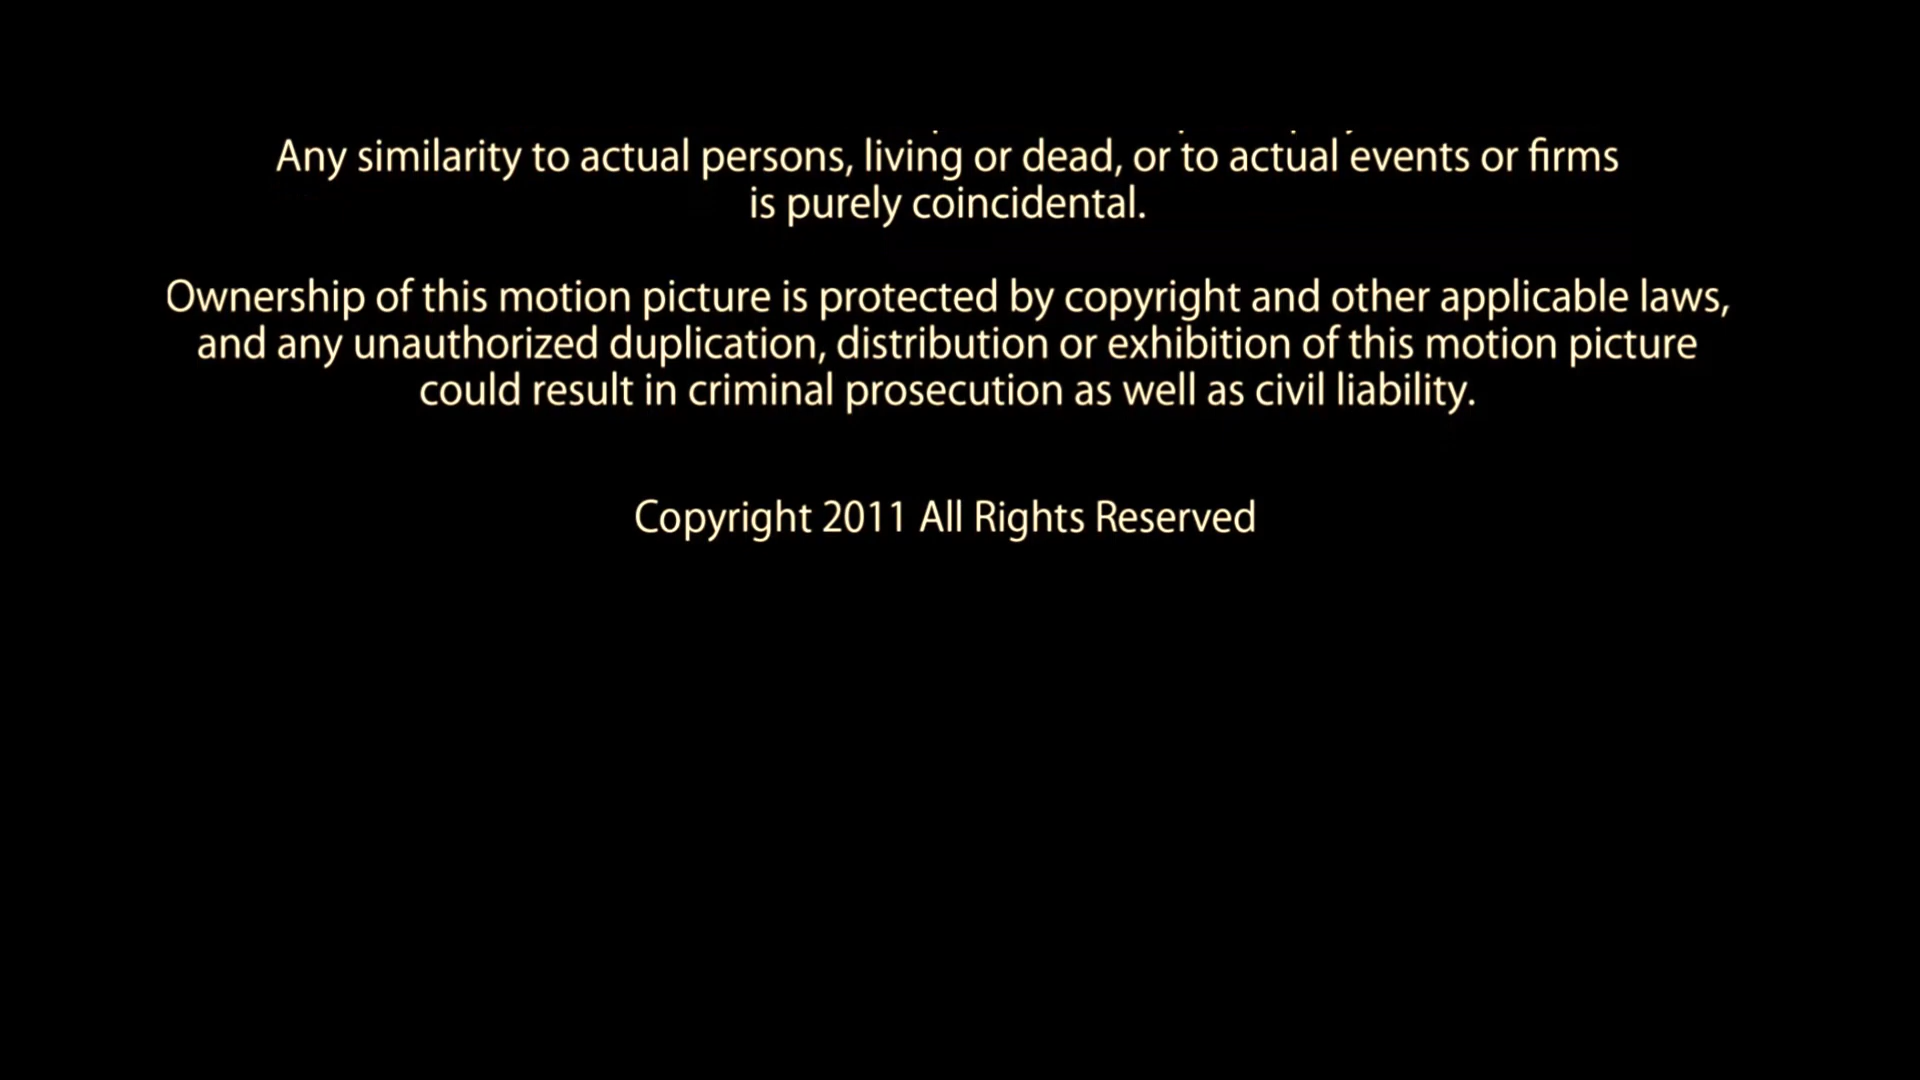 Any similarity to actual persons, living or dead, or to actual events or firms
is purely coincidental.
Ownership of this motion picture is protected by copyright and other applicable laws,
and any unauthorized duplication, distribution or exhibition of this motion picture
could result in criminal prosecution as well as civil liability.
Copyright 2011 All Rights Reserved